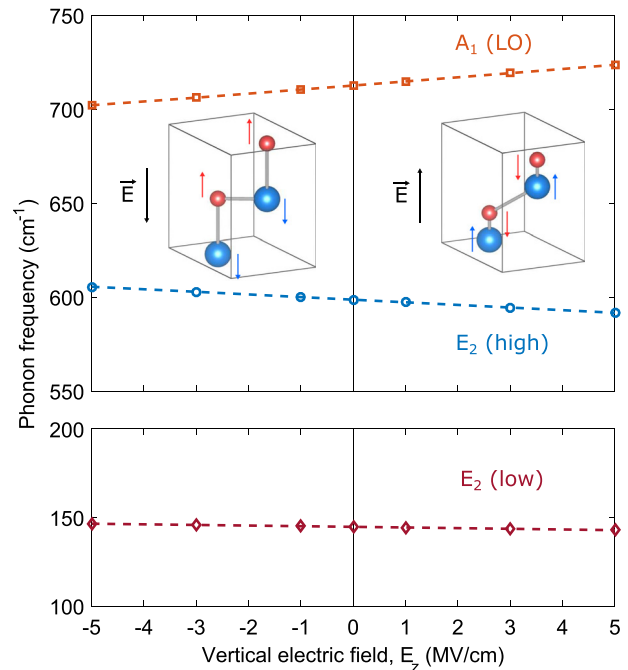 A1 (LO)
700
E
E
650
Phonon frequency (cm-1)
600
E2 (high)
550
200
E2 (low)
150
100
-5 -4 -3 -2 -1 0 1 2 3 4 5
Vertical electric field, Ez (MV/cm)